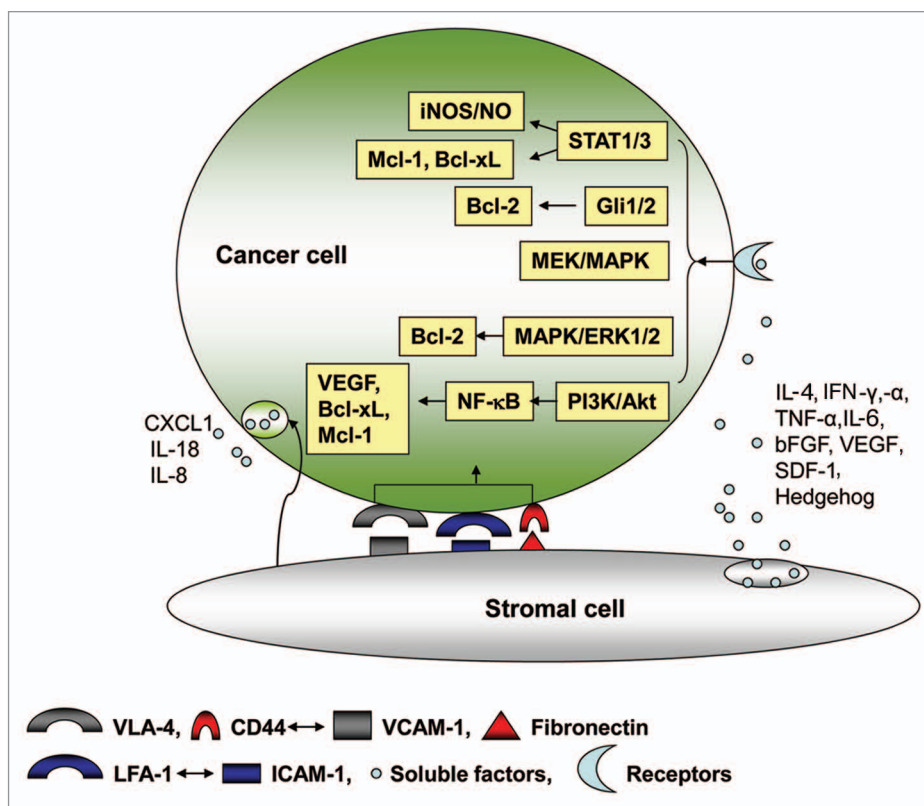 iNOS/NO
STAT1/3
Mcl-1, Bcl-xL
Bcl-2
Gli1/2
Cancer cell
MEK/MAPK
Bcl-2
MAPK/ERK1/2
VEGF,
Bcl-xL,
Mcl-1
NF-κB
PI3K/Akt
IL-4, IFN-γ,-α,
TNF-α,IL-6,
bFGF, VEGF,
SDF-1,
Hedgehog
CXCL1
IL-18
IL-8
Stromal cell
VLA-4, CD44 VCAM-1, Fibronectin
LFA-1 ICAM-1, Soluble factors, Receptors